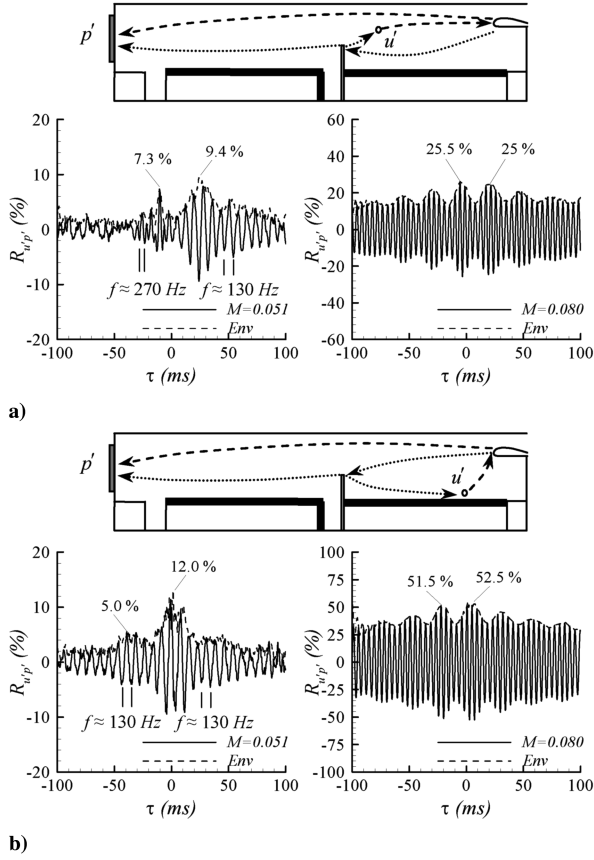 p′
u′
20
10
0
-10
-20
R_{u′p′} (%)
7.3 %
9.4 %
f ≈ 270 Hz
f ≈ 130 Hz
M=0.051
Env
-100 -50 0 50 100
τ (ms)
60
40
20
0
-20
-40
-60
R_{u′p′} (%)
25.5 %
25 %
M=0.080
Env
-100 -50 0 50 100
τ (ms)
a)
p′
u′
20
10
0
-10
-20
R_{u′p′} (%)
5.0 %
12.0 %
f ≈ 130 Hz
f ≈ 130 Hz
M=0.051
Env
-100 -50 0 50 100
τ (ms)
100
75
50
25
0
-25
-50
-75
-100
R_{u′p′} (%)
51.5 %
52.5 %
M=0.080
Env
-100 -50 0 50 100
τ (ms)
b)